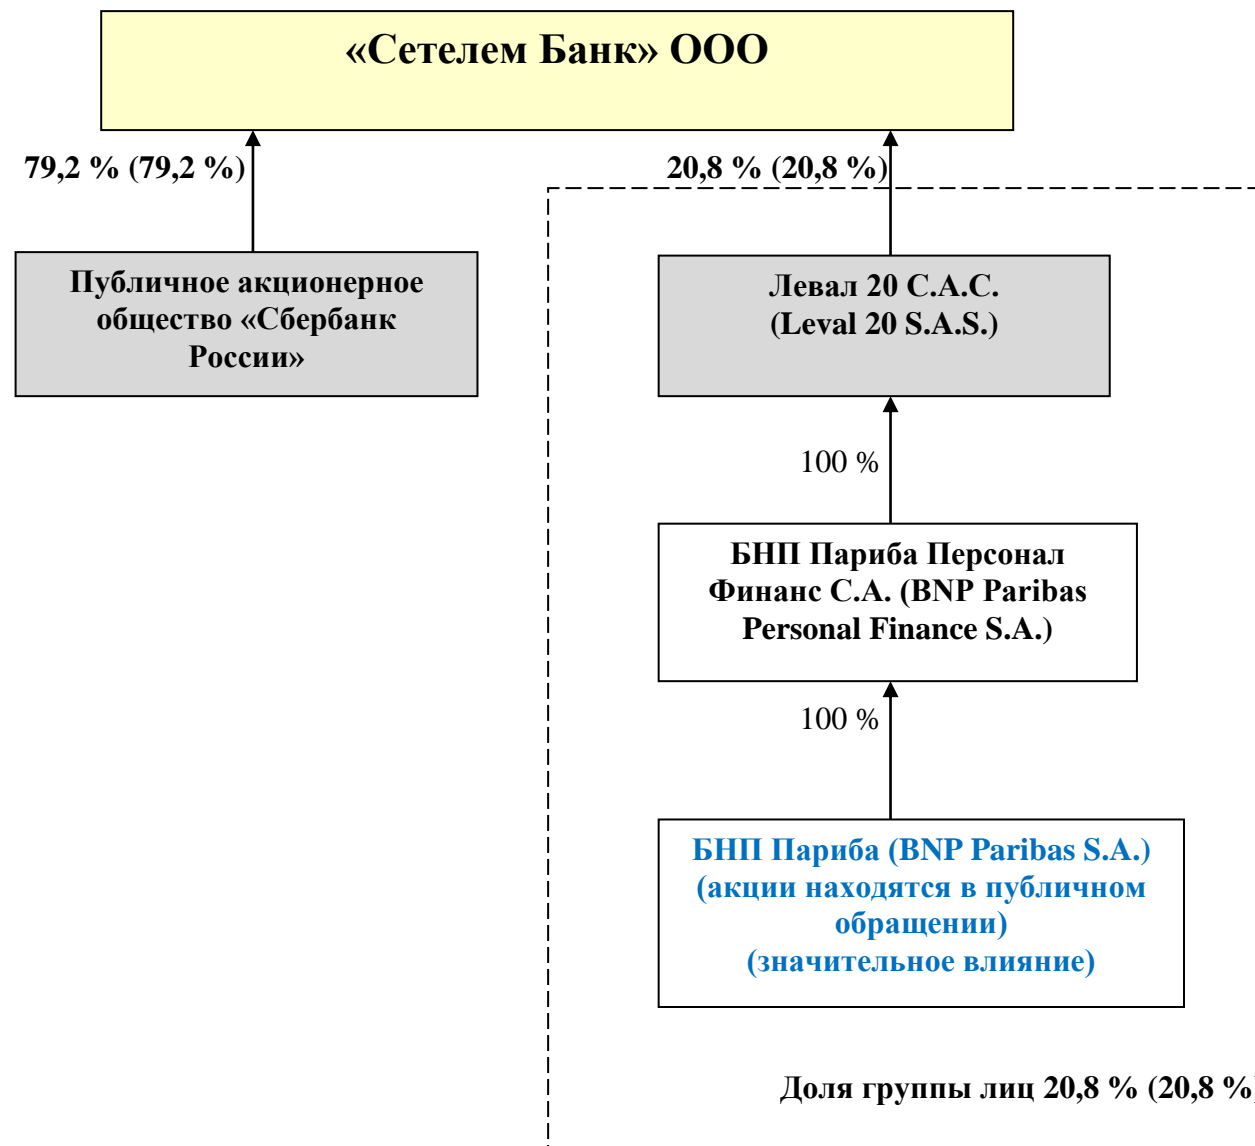 «Сетелем Банк» ООО
79,2 % (79,2 %)
20,8 % (20,8 %)
Публичное акционерное
общество «Сбербанк
России»
Левал 20 С.А.С.
(Leval 20 S.A.S.)
100 %
БНП Париба Персонал
Финанс С.А. (BNP Paribas
Personal Finance S.A.)
100 %
БНП Париба (BNP Paribas S.A.)
(акции находятся в публичном
обращении)
(значительное влияние)
Доля группы лиц 20,8 % (20,8 %)